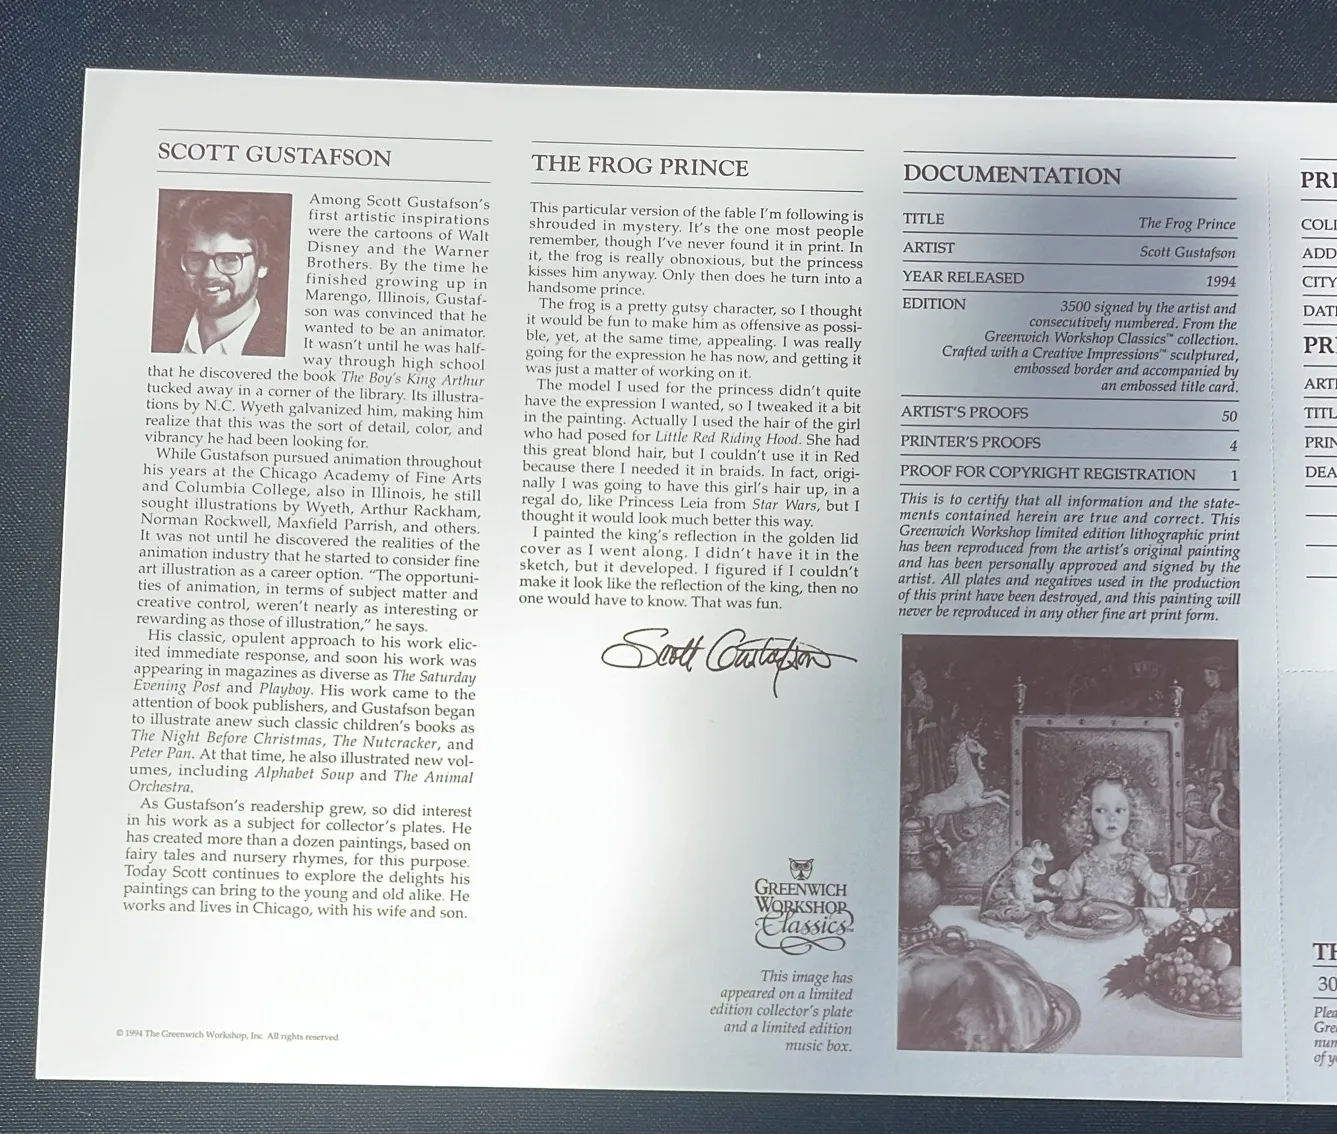 SCOTT GUSTAFSON
Among Scott Gustafson's
first artistic inspirations
were the cartoons of Walt
Disney and the Warner
Brothers. By the time he
finished growing up in
Marengo, Illinois, Gustaf-
son was convinced that he
wanted to be an animator.
It wasn't until he was half-
way through high school
that he discovered the book The Boy's King Arthur
tucked away in a corner of the library. Its illustra-
tions by N.C. Wyeth galvanized him, making him
realize that this was the sort of detail, color, and
vibrancy he had been looking for.
While Gustafson pursued animation throughout
his years at the Chicago Academy of Fine Arts
and Columbia College, also in Illinois, he still
sought illustrations by Wyeth, Arthur Rackham,
Norman Rockwell, Maxfield Parrish, and others.
It was not until he discovered the realities of the
animation industry that he started to consider fine
art illustration as a career option. "The opportuni-
ties of animation, in terms of subject matter and
creative control, weren't nearly as interesting or
rewarding as those of illustration," he says.
His classic, opulent approach to his work elic-
ited immediate response, and soon his work was
appearing in magazines as diverse as The Saturday
Evening Post and Playboy. His work came to the
attention of book publishers, and Gustafson began
to illustrate anew such classic children's books as
The Night Before Christmas, The Nutcracker, and
Peter Pan. At that time, he also illustrated new vol-
umes, including Alphabet Soup and The Animal
Orchestra.
As Gustafson's readership grew, so did interest
in his work as a subject for collector's plates. He
has created more than a dozen paintings, based on
fairy tales and nursery rhymes, for this purpose.
Today Scott continues to explore the delights his
paintings can bring to the young and old alike. He
works and lives in Chicago, with his wife and son.
© 1994 The Greenwich Workshop, Inc. All rights reserved
THE FROG PRINCE
This particular version of the fable I'm following is
shrouded in mystery. It's the one most people
remember, though I've never found it in print. In
it, the frog is really obnoxious, but the princess
kisses him anyway. Only then does he turn into a
handsome prince.
The frog is a pretty gutsy character, so I thought
it would be fun to make him as offensive as possi-
ble, yet, at the same time, appealing. I was really
going for the expression he has now, and getting it
was just a matter of working on it.
The model I used for the princess didn't quite
have the expression I wanted, so I tweaked it a bit
in the painting. Actually I used the hair of the girl
who had posed for Little Red Riding Hood. She had
this great blond hair, but I couldn't use it in Red
because there I needed it in braids. In fact, origi-
nally I was going to have this girl's hair up, in a
regal do, like Princess Leia from Star Wars, but I
thought it would look much better this way.
I painted the king's reflection in the golden lid
cover as I went along. I didn't have it in the
sketch, but it developed. I figured if I couldn't
make it look like the reflection of the king, then no
one would have to know. That was fun.
Scott Gustafson
GREENWICH
WORKSHOP
Classics™
This image has
appeared on a limited
edition collector's plate
and a limited edition
music box.
DOCUMENTATION
TITLE The Frog Prince
ARTIST Scott Gustafson
YEAR RELEASED 1994
EDITION 3500 signed by the artist and
consecutively numbered. From the
Greenwich Workshop Classics™ collection.
Crafted with a Creative Impressions™ sculptured,
embossed border and accompanied by
an embossed title card.
ARTIST'S PROOFS 50
PRINTER'S PROOFS 4
PROOF FOR COPYRIGHT REGISTRATION 1
This is to certify that all information and the state-
ments contained herein are true and correct. This
Greenwich Workshop limited edition lithographic print
has been reproduced from the artist's original painting
and has been personally approved and signed by the
artist. All plates and negatives used in the production
of this print have been destroyed, and this painting will
never be reproduced in any other fine art print form.
PRI
COLL
ADD
CITY
DAT
PRI
ARTI
TITL
PRIN
DEA
TH
30
Plea
Gre
num
of y